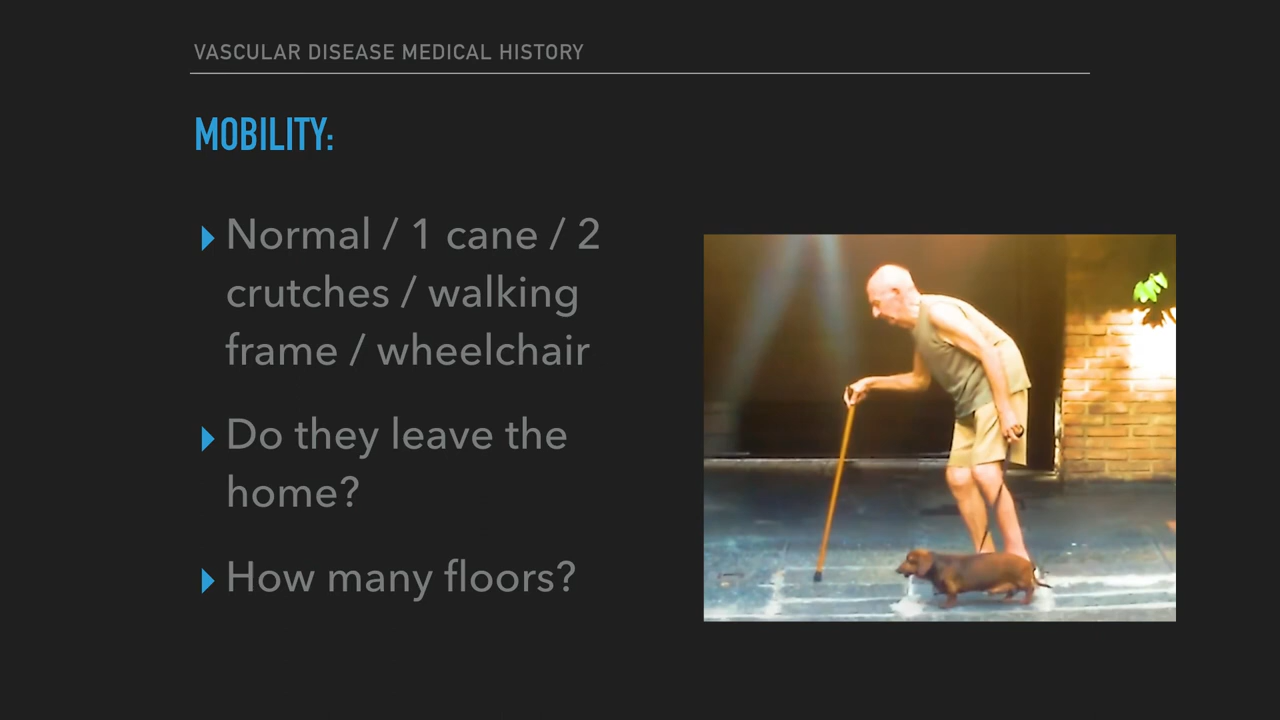 VASCULAR DISEASE MEDICAL HISTORY
MOBILITY:
Normal / 1 cane / 2
crutches / walking
frame / wheelchair
Do they leave the
home?
How many floors?